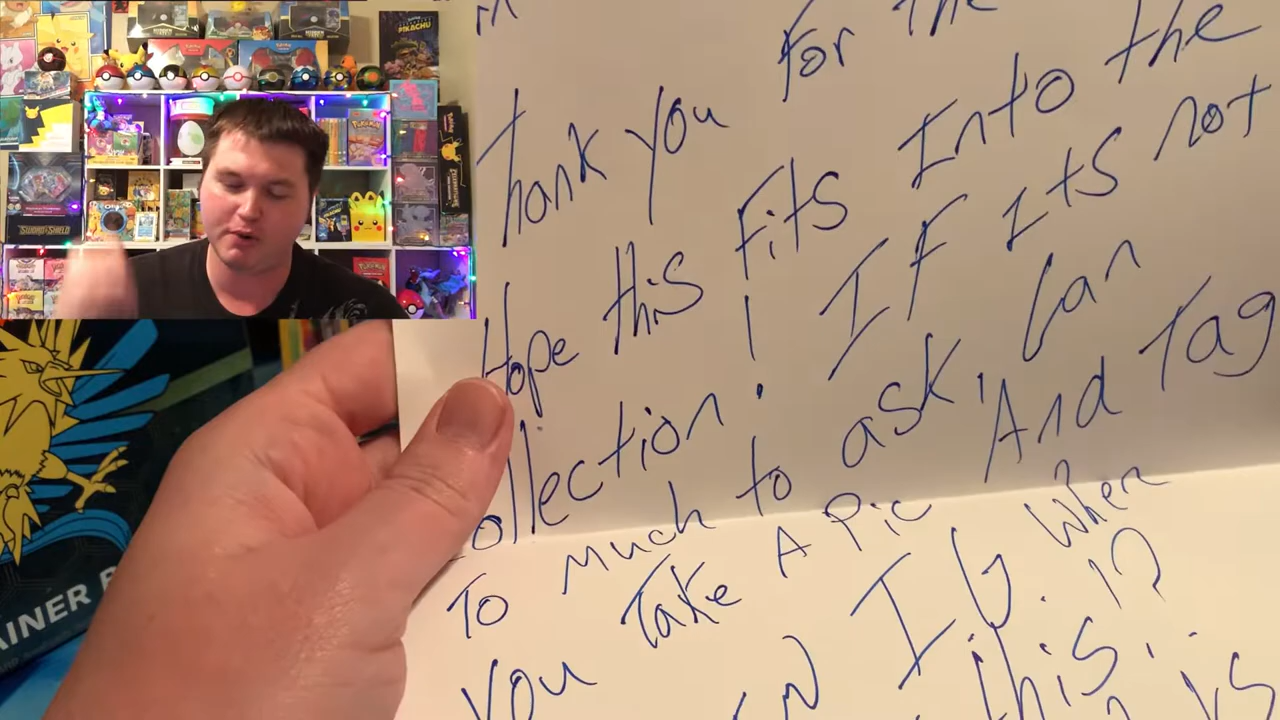 For the
Thank you
Hope this fits Into the
collection! IF Its not
To Much to ask, Can
you Take A Pic And Tag
IG. When
this.!?
AINER
SWORD & SHIELD
PIKACHU
Pokémon